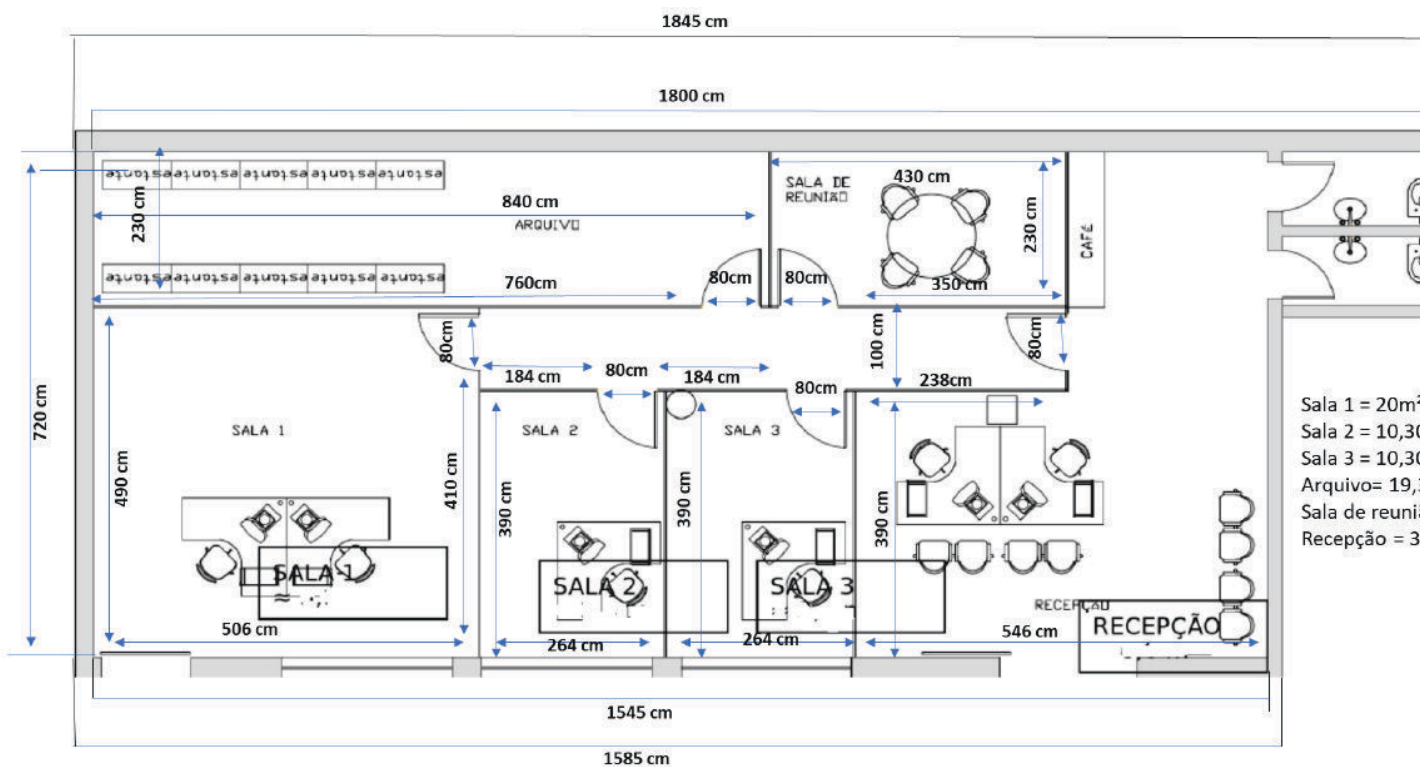 1845 cm
1800 cm
estante estante estante estante estante
SALA DE
REUNIÃO
430 cm
230 cm
840 cm
ARQUIVO
230 cm
CAFÉ
estante estante estante estante estante
760cm
80cm
80cm
350 cm
80cm
184 cm
80cm
184 cm
100 cm
80cm
80cm
238cm
720 cm
SALA 1
SALA 2
SALA 3
490 cm
410 cm
390 cm
390 cm
390 cm
Sala 1 = 20m²
Sala 2 = 10,30
Sala 3 = 10,30
Arquivo= 19,
Sala de
Recepção = 3
SALA 1
SALA 2
SALA 3
RECEPÇÃO
RECEPÇÃO
506 cm
264 cm
264 cm
546 cm
1545 cm
1585 cm